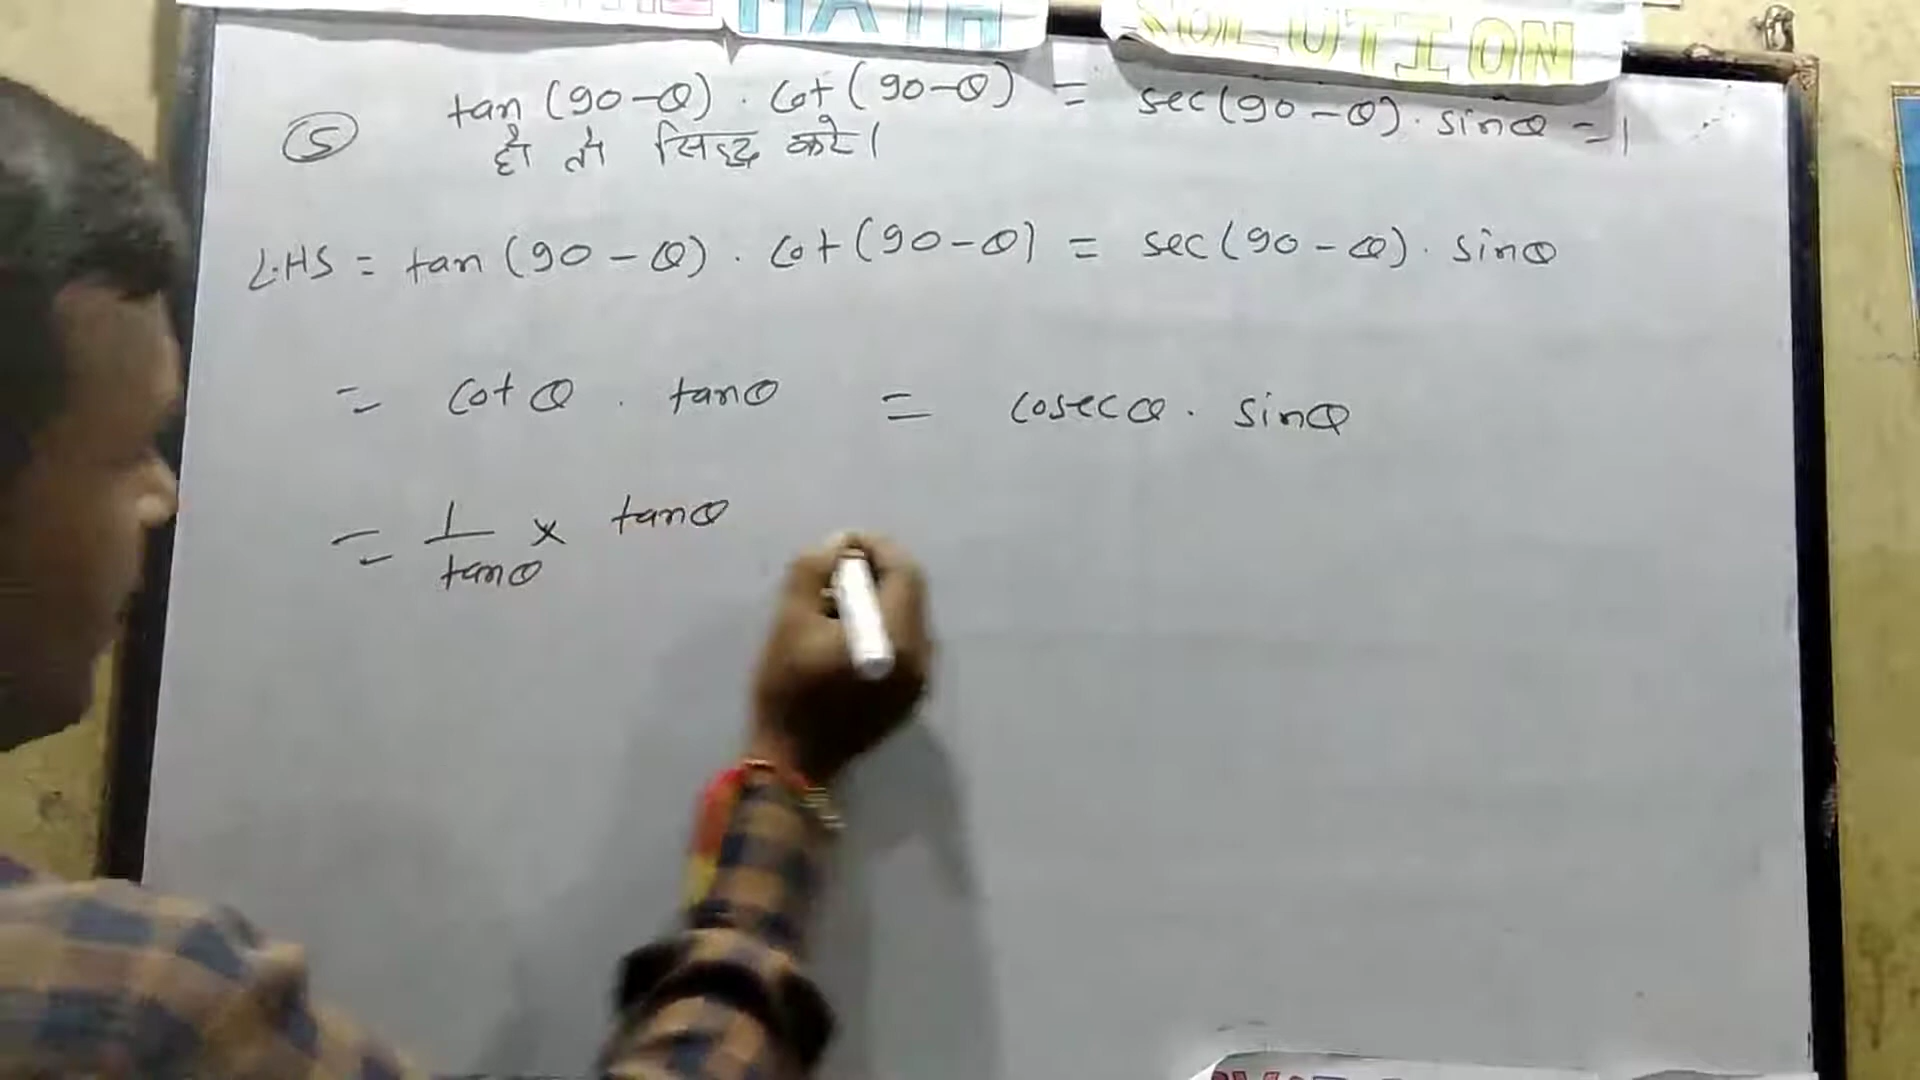 MATH SOLUTION
(5) tan (90-θ) . cot (90-θ) = sec(90-θ). sinθ = 1
हो तो सिद्ध करे।
L.HS = tan (90-θ) . cot (90-θ) = sec(90-θ). sinθ
= cot θ . tanθ = cosecθ . sinθ
= 1/tanθ × tanθ